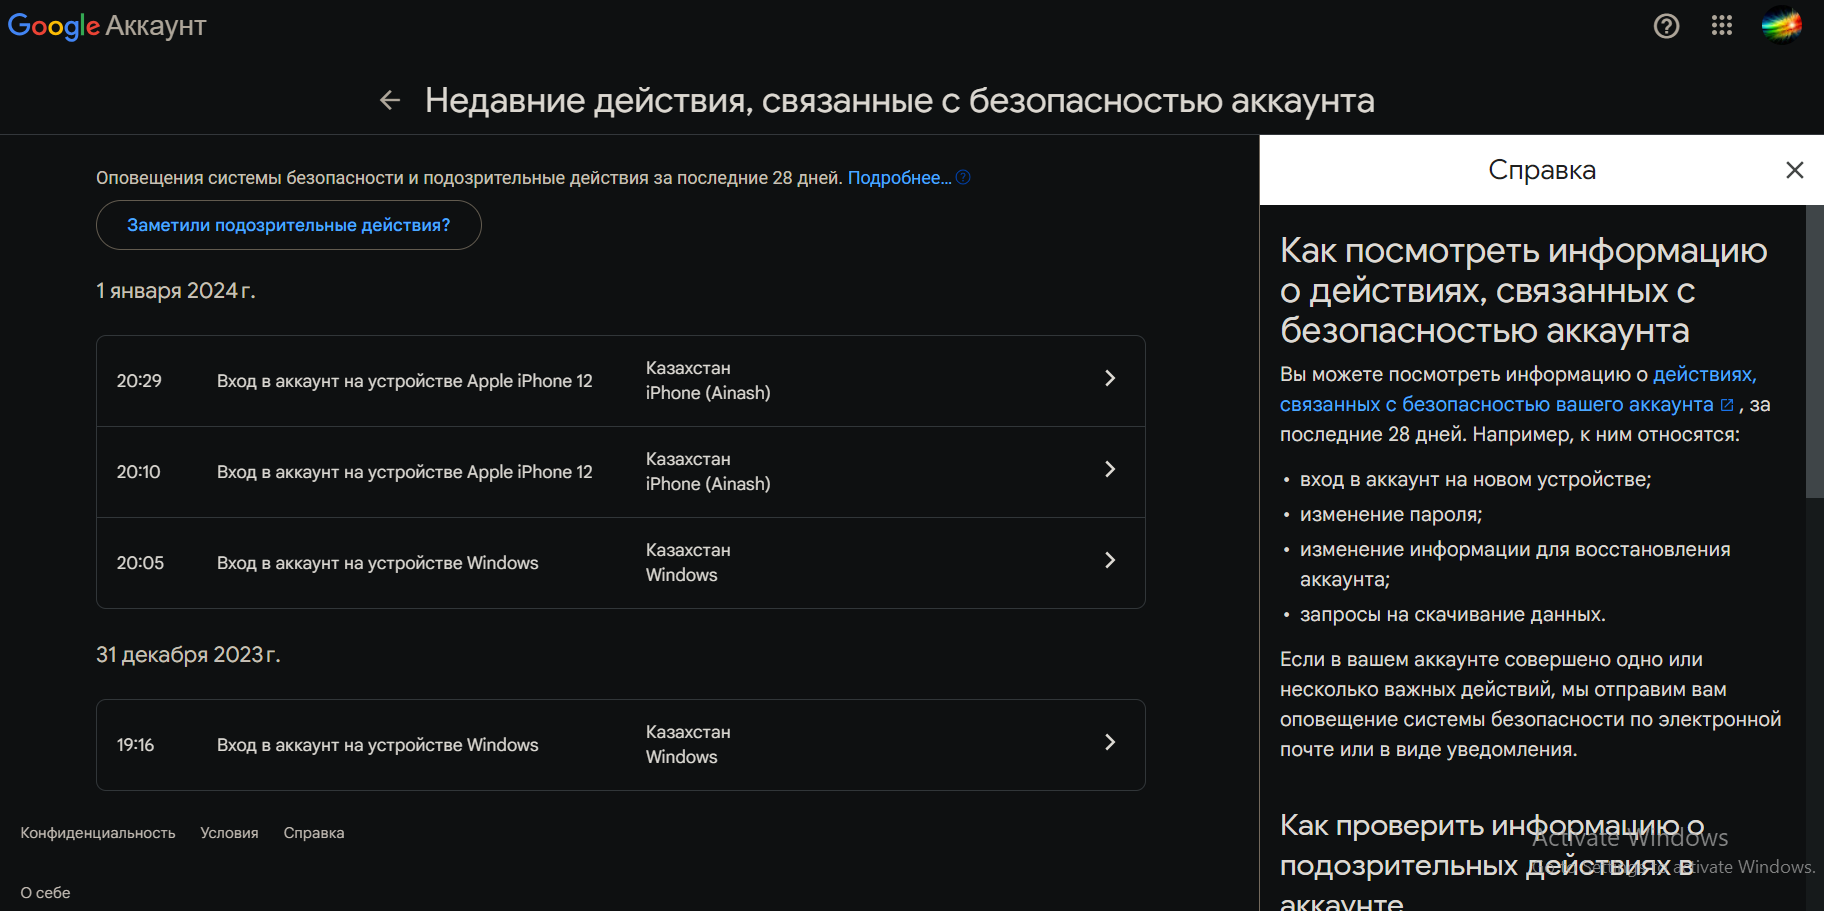 Google Аккаунт
Недавние действия, связанные с безопасностью аккаунта
Оповещения системы безопасности и подозрительные действия за последние 28 дней. Подробнее...
Заметили подозрительные действия?
1 января 2024 г.
20:29 Вход в аккаунт на устройстве Apple iPhone 12
Казахстан
iPhone (Ainash)
20:10 Вход в аккаунт на устройстве Apple iPhone 12
Казахстан
iPhone (Ainash)
20:05 Вход в аккаунт на устройстве Windows
Казахстан
Windows
31 декабря 2023 г.
19:16 Вход в аккаунт на устройстве Windows
Казахстан
Windows
Конфиденциальность Условия Справка
О себе
Справка
Как посмотреть информацию
о действиях, связанных с
безопасностью аккаунта
Вы можете посмотреть информацию о действиях,
связанных с безопасностью вашего аккаунта , за
последние 28 дней. Например, к ним относятся:
• вход в аккаунт на новом устройстве;
• изменение пароля;
• изменение информации для восстановления
аккаунта;
• запросы на скачивание данных.
Если в вашем аккаунте совершено одно или
несколько важных действий, мы отправим вам
оповещение системы безопасности по электронной
почте или в виде уведомления.
Как проверить информацию о
подозрительных действиях в
аккаунте
Activate Windows
Go to Settings to activate Windows.